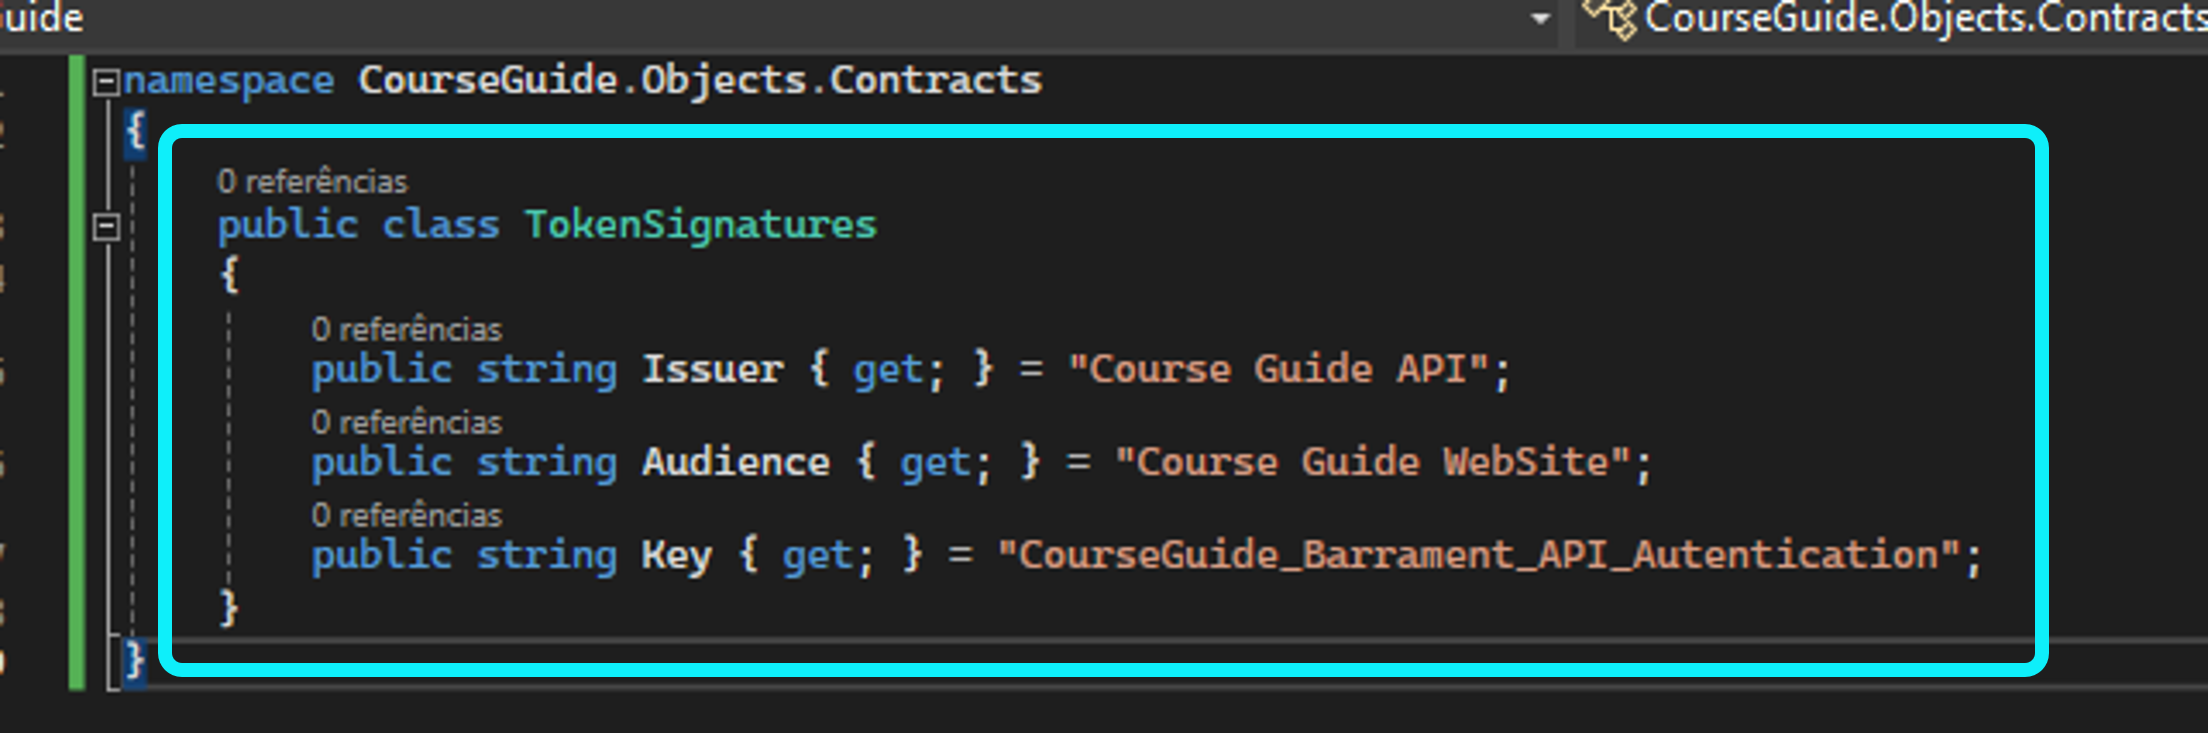 uide CourseGuide.Objects.Contracts
namespace CourseGuide.Objects.Contracts
{
0 referências
public class TokenSignatures
{
0 referências
public string Issuer { get; } = "Course Guide API";
0 referências
public string Audience { get; } = "Course Guide WebSite";
0 referências
public string Key { get; } = "CourseGuide_Barrament_API_Autentication";
}
}